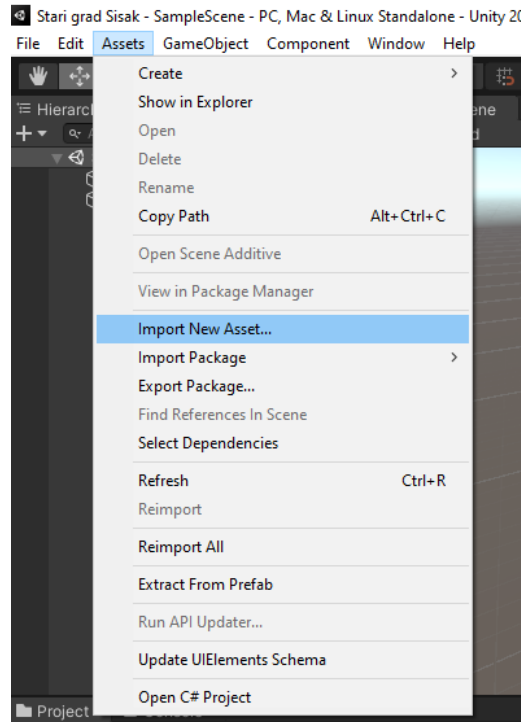 Stari grad Sisak - SampleScene - PC, Mac & Linux Standalone - Unity 20
File Edit Assets GameObject Component Window Help
Create
Show in Explorer
Open
Delete
Rename
Copy Path Alt+Ctrl+C
Open Scene Additive
View in Package Manager
Import New Asset...
Import Package
Export Package...
Find References In Scene
Select Dependencies
Refresh Ctrl+R
Reimport
Reimport All
Extract From Prefab
Run API Updater...
Update UIElements Schema
Open C# Project
Project